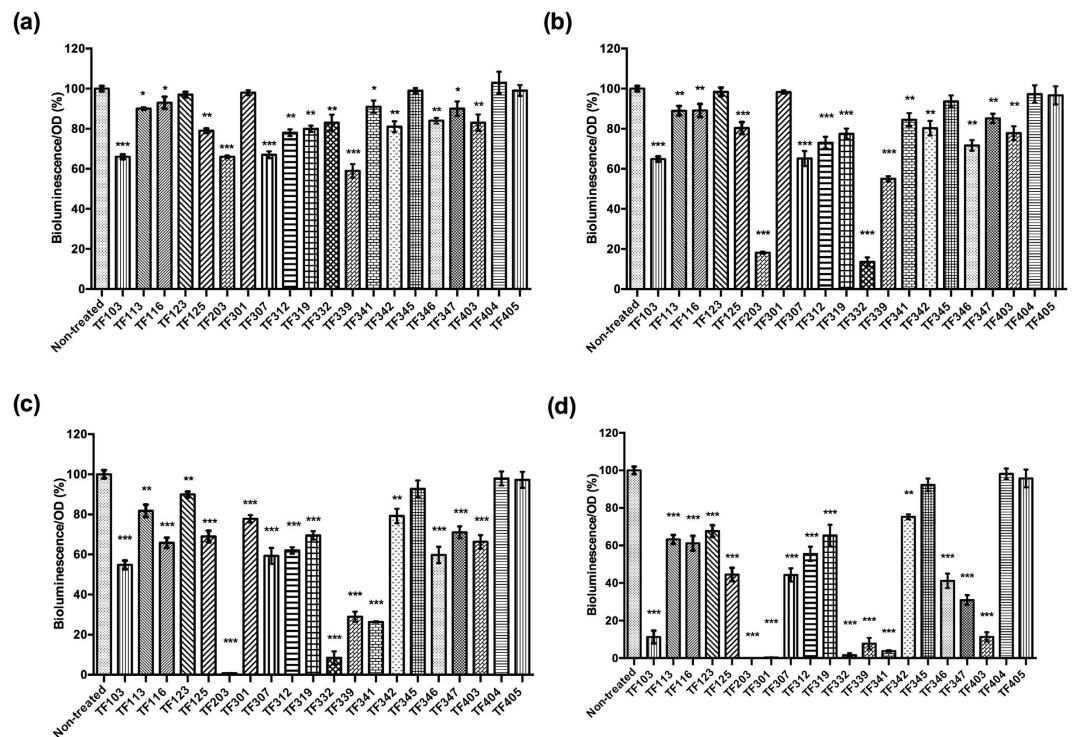 (a)
Bioluminescence/OD (%)
120
100
80
60
40
20
0
*** * * ** *** *** ** ** ** *** * ** ** * **
Non-treated TF103 TF113 TF116 TF123 TF125 TF203 TF301 TF307 TF312 TF319 TF332 TF339 TF341 TF342 TF345 TF346 TF347 TF403 TF404 TF405
(b)
Bioluminescence/OD (%)
120
100
80
60
40
20
0
*** ** ** ** *** *** *** *** *** *** ** ** ** ** **
Non-treated TF103 TF113 TF116 TF123 TF125 TF203 TF301 TF307 TF312 TF319 TF332 TF339 TF341 TF342 TF345 TF346 TF347 TF403 TF404 TF405
(c)
Bioluminescence/OD (%)
120
100
80
60
40
20
0
*** ** *** ** *** *** *** *** *** *** *** *** *** ** *** *** ***
Non-treated TF103 TF113 TF116 TF123 TF125 TF203 TF301 TF307 TF312 TF319 TF332 TF339 TF341 TF342 TF345 TF346 TF347 TF403 TF404 TF405
(d)
Bioluminescence/OD (%)
120
100
80
60
40
20
0
*** *** *** *** *** *** *** *** *** *** *** *** *** ** *** *** ***
Non-treated TF103 TF113 TF116 TF123 TF125 TF203 TF301 TF307 TF312 TF319 TF332 TF339 TF341 TF342 TF345 TF346 TF347 TF403 TF404 TF405